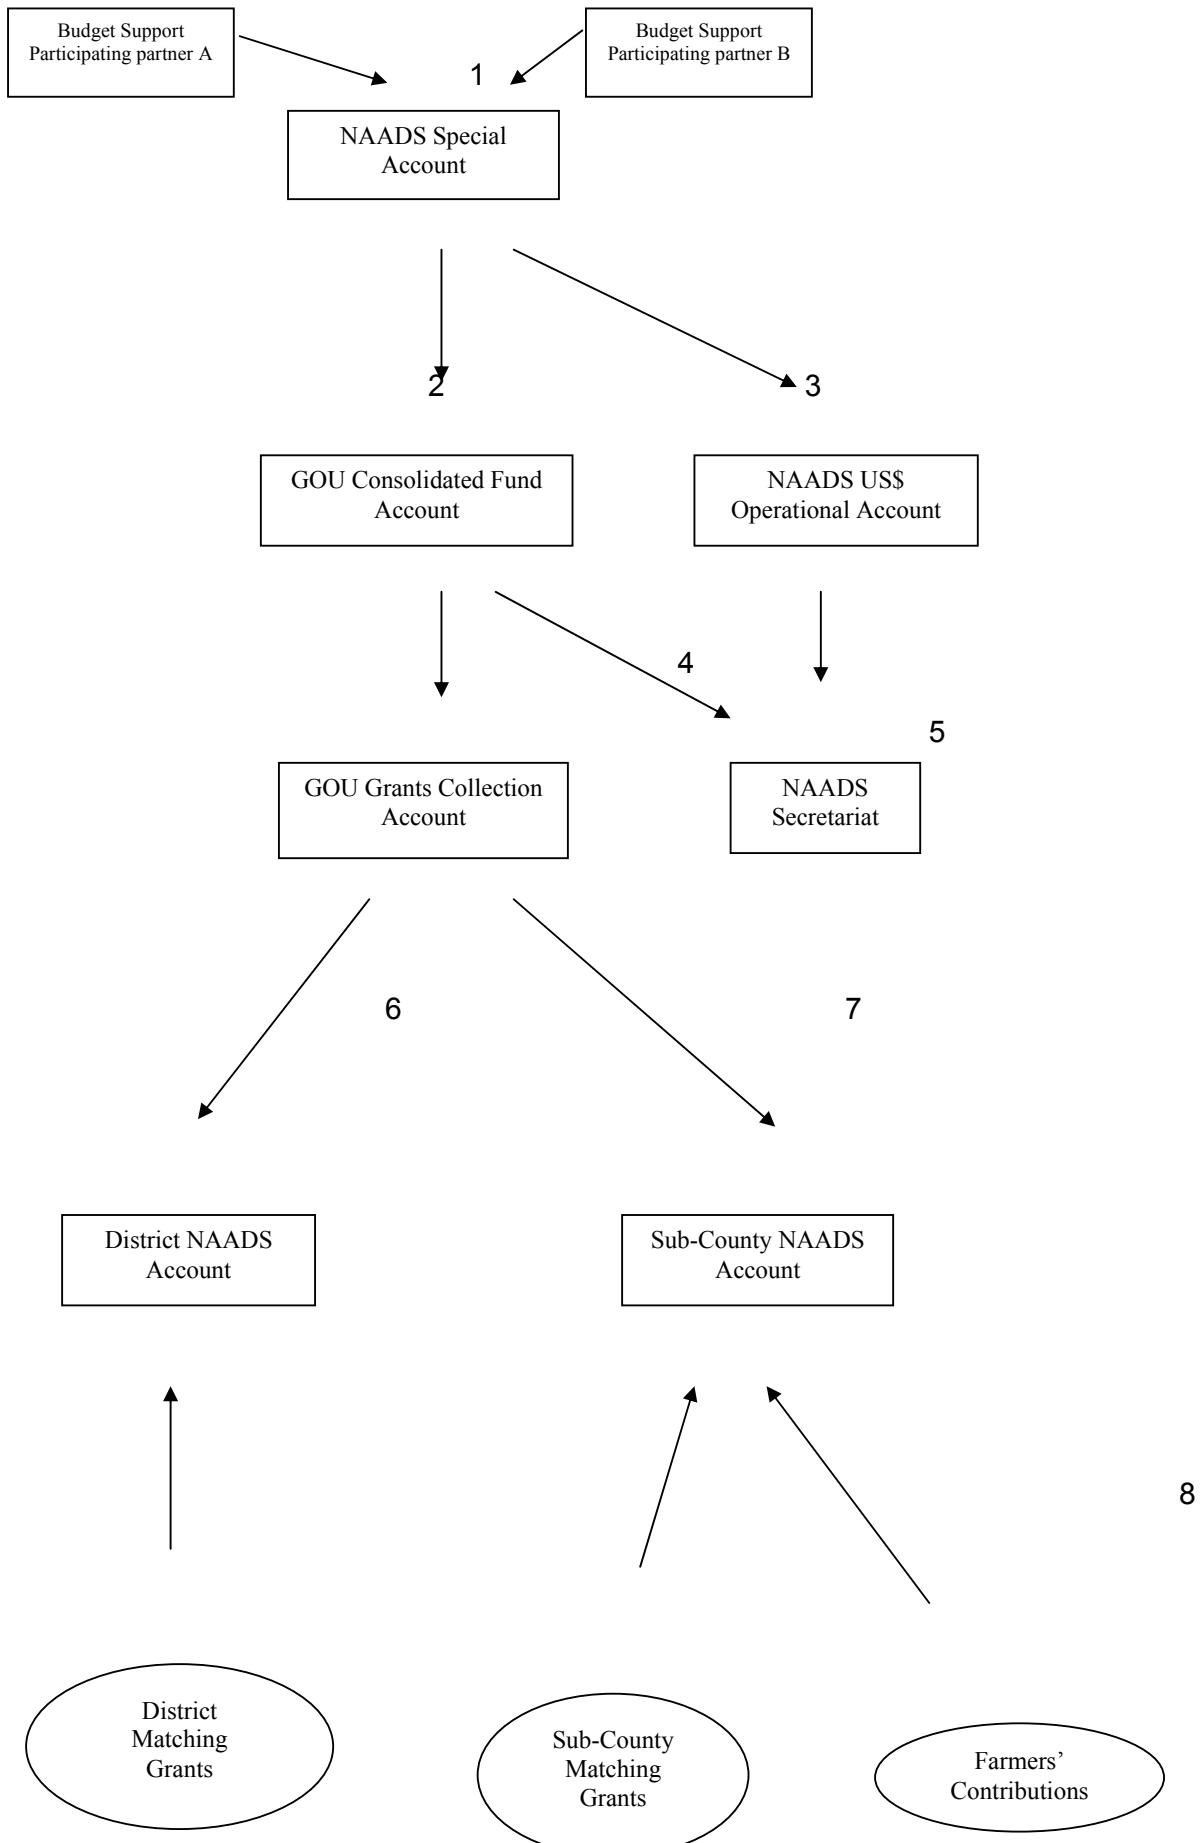 Budget Support
Participating partner A
Budget Support
Participating partner B
1
NAADS Special
Account
2
3
GOU Consolidated Fund
Account
NAADS US$
Operational Account
4
5
GOU Grants Collection
Account
NAADS
Secretariat
6
7
District NAADS
Account
Sub-County NAADS
Account
8
District
Matching
Grants
Sub-County
Matching
Grants
Farmers’
Contributions